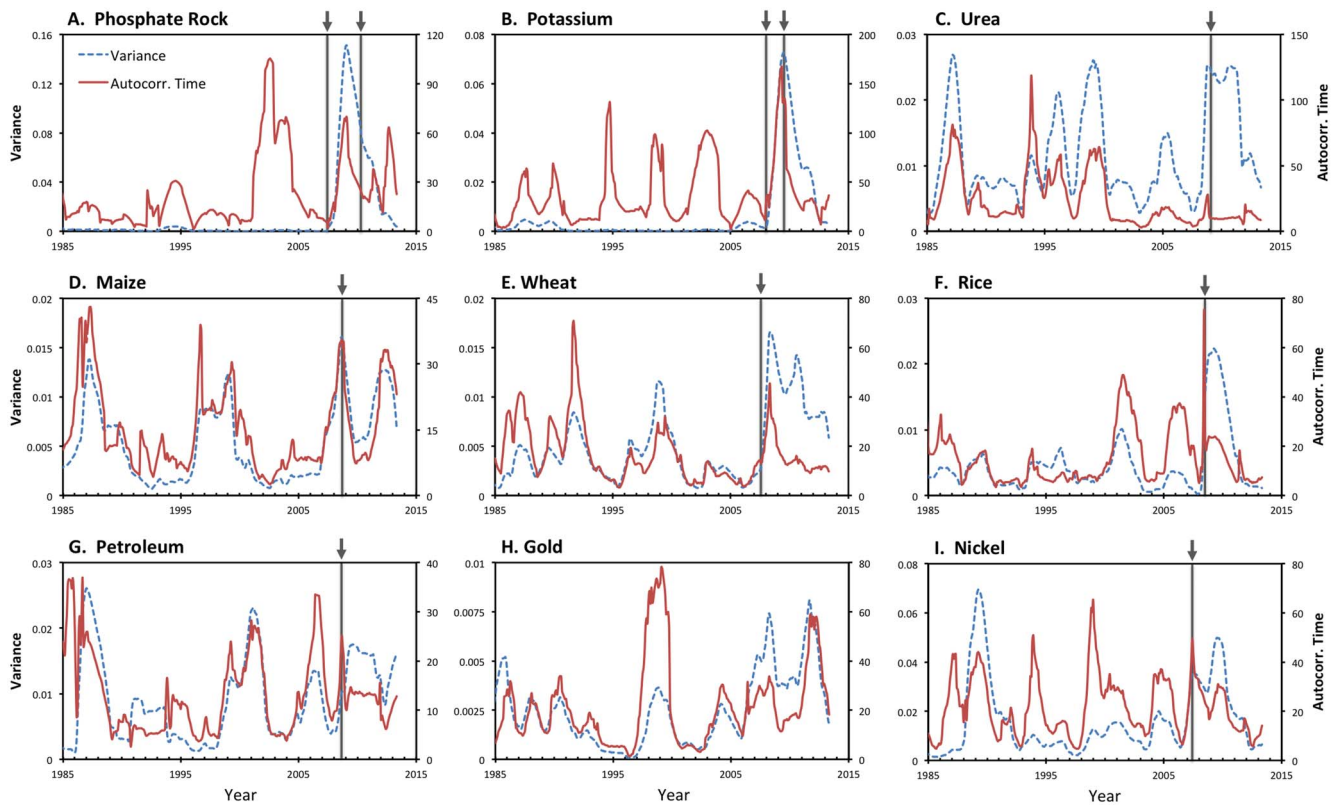 A. Phosphate Rock
B. Potassium
C. Urea
0.16
0.12
0.08
0.04
0
120
90
60
30
0
Variance
Variance
Autocorr. Time
1985 1995 2005 2015
0.08
0.06
0.04
0.02
0
200
150
100
50
0
1985 1995 2005 2015
0.03
0.02
0.01
0
150
100
50
0
Autocorr. Time
1985 1995 2005 2015
D. Maize
E. Wheat
F. Rice
0.02
0.015
0.01
0.005
0
45
30
15
0
Variance
1985 1995 2005 2015
0.02
0.015
0.01
0.005
0
80
60
40
20
0
1985 1995 2005 2015
0.03
0.02
0.01
0
80
60
40
20
0
Autocorr. Time
1985 1995 2005 2015
G. Petroleum
H. Gold
I. Nickel
0.03
0.02
0.01
0
40
30
20
10
0
Variance
1985 1995 2005 2015
Year
0.01
0.0075
0.005
0.0025
0
80
60
40
20
0
1985 1995 2005 2015
Year
0.08
0.06
0.04
0.02
0
80
60
40
20
0
Autocorr. Time
1985 1995 2005 2015
Year